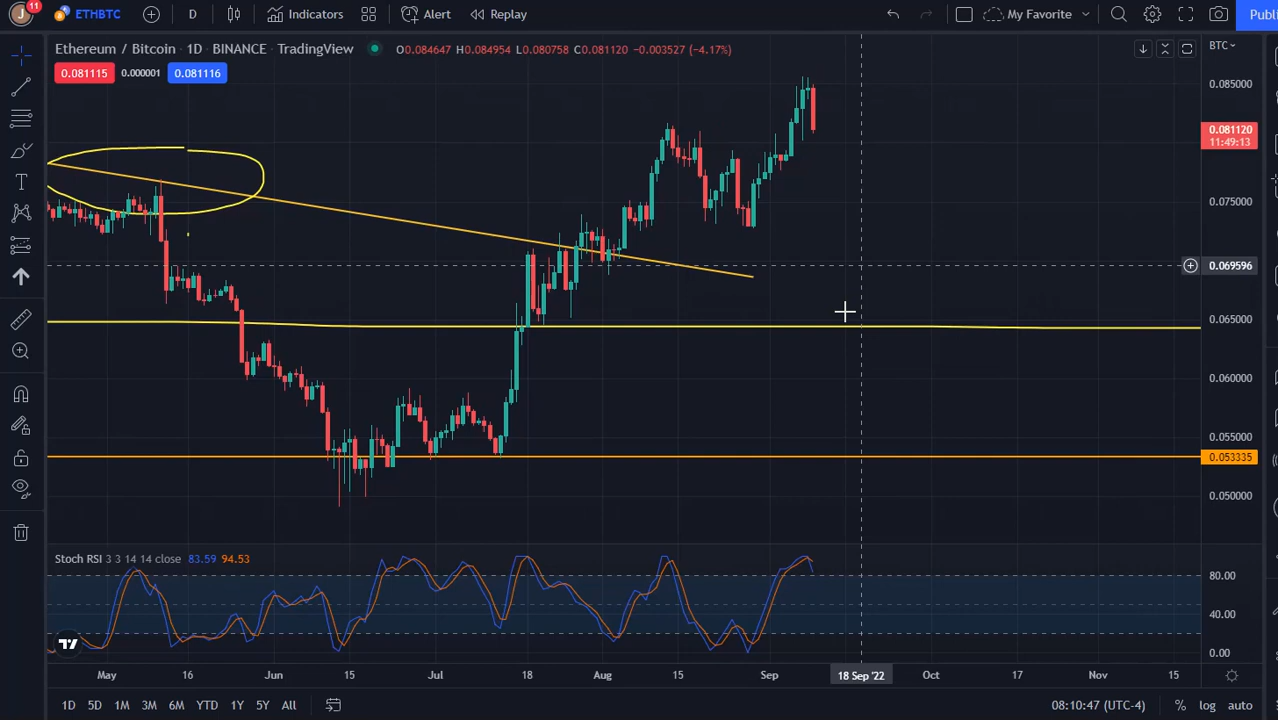 J 11 ETHBTC D Indicators Alert Replay My Favorite Publi
Ethereum / Bitcoin · 1D · BINANCE · TradingView O0.084647 H0.084954 L0.080758 C0.081120 −0.003527 (−4.17%) BTC
0.081115 0.000001 0.081116
0.085000
0.081120
11:49:13
0.075000
0.069596
0.065000
0.060000
0.055000
0.053335
0.050000
Stoch RSI 3 3 14 14 close 83.59 94.53
80.00
40.00
0.00
May 16 Jun 15 Jul 18 Aug 15 Sep 18 Sep '22 Oct 17 Nov 15
1D 5D 1M 3M 6M YTD 1Y 5Y All 08:10:47 (UTC-4) % log auto